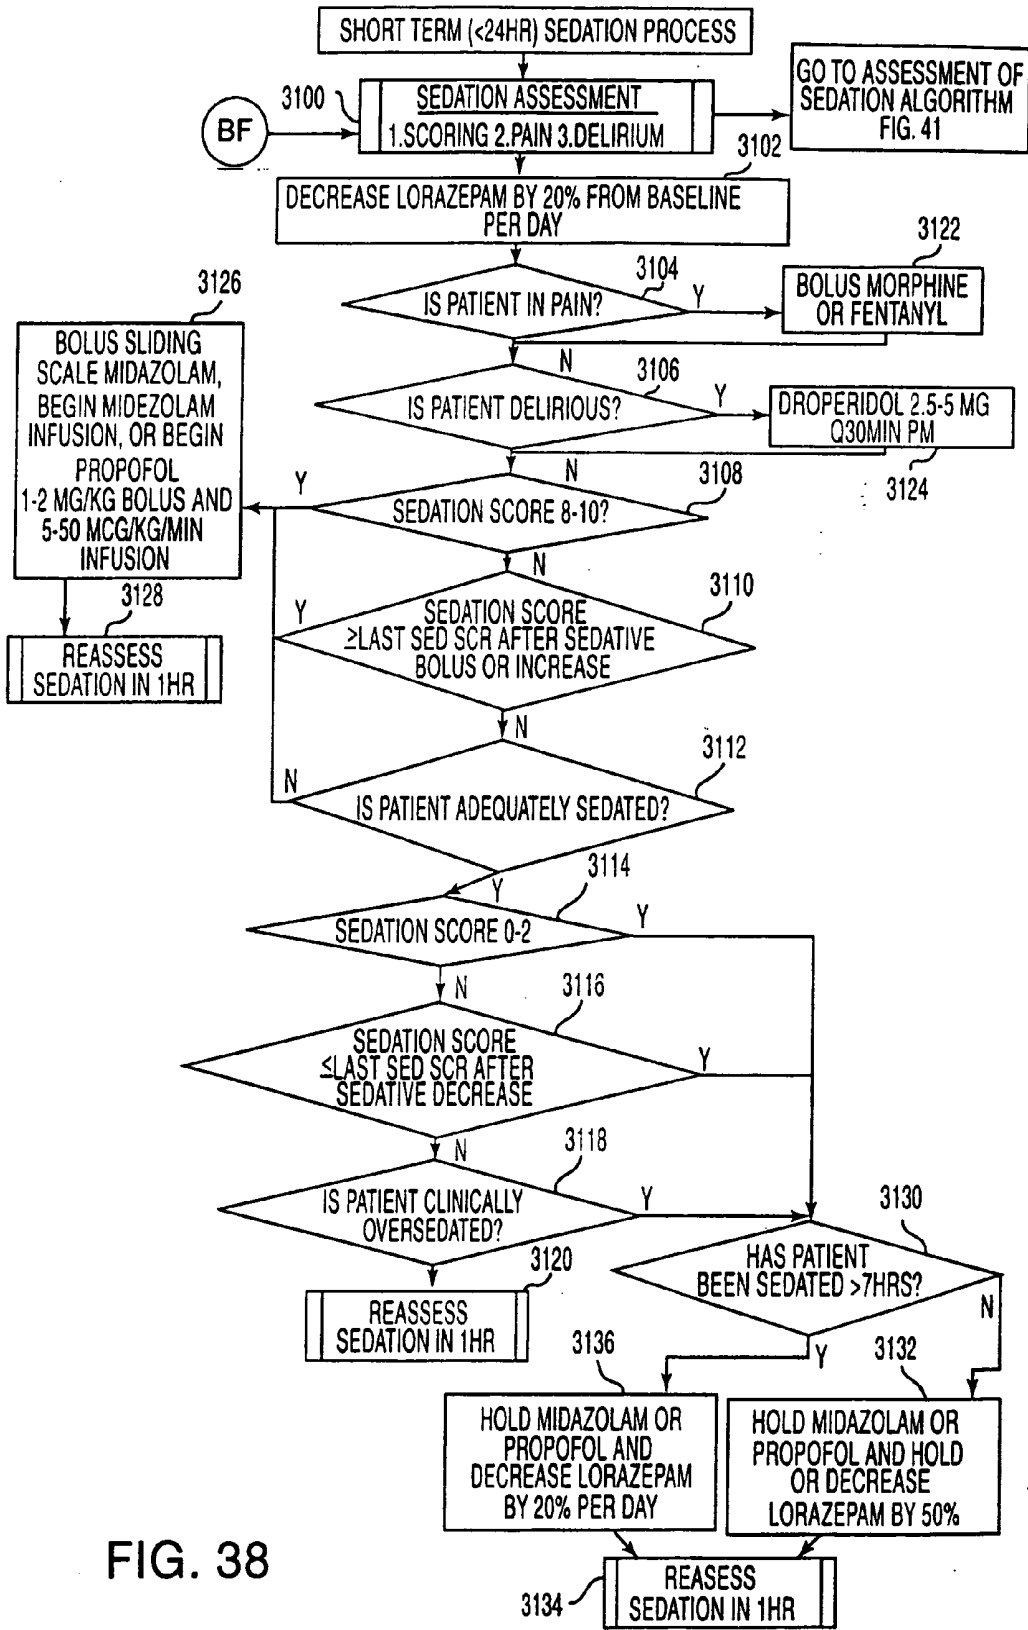 SHORT TERM (<24HR) SEDATION PROCESS
3100
SEDATION ASSESSMENT
1.SCORING 2.PAIN 3.DELIRIUM
GO TO ASSESSMENT OF
SEDATION ALGORITHM
FIG. 41
BF
3102
DECREASE LORAZEPAM BY 20% FROM BASELINE
PER DAY
3104
IS PATIENT IN PAIN?
Y
3122
BOLUS MORPHINE
OR FENTANYL
N
3126
BOLUS SLIDING
SCALE MIDAZOLAM,
BEGIN MIDEZOLAM
INFUSION, OR BEGIN
PROPOFOL
1-2 MG/KG BOLUS AND
5-50 MCG/KG/MIN
INFUSION
3106
IS PATIENT DELIRIOUS?
Y
DROPERIDOL 2.5-5 MG
Q30MIN PM
3124
N
3108
Y
SEDATION SCORE 8-10?
N
3128
REASSESS
SEDATION IN 1HR
3110
Y
SEDATION SCORE
≥LAST SED SCR AFTER SEDATIVE
BOLUS OR INCREASE
N
3112
N
IS PATIENT ADEQUATELY SEDATED?
Y
3114
SEDATION SCORE 0-2
Y
N
3116
SEDATION SCORE
≤LAST SED SCR AFTER
SEDATIVE DECREASE
Y
N
3118
IS PATIENT CLINICALLY
OVERSEDATED?
Y
3120
REASSESS
SEDATION IN 1HR
3130
HAS PATIENT
BEEN SEDATED >7HRS?
N
Y
3136
HOLD MIDAZOLAM OR
PROPOFOL AND
DECREASE LORAZEPAM
BY 20% PER DAY
3132
HOLD MIDAZOLAM OR
PROPOFOL AND HOLD
OR DECREASE
LORAZEPAM BY 50%
3134
REASESS
SEDATION IN 1HR
FIG. 38